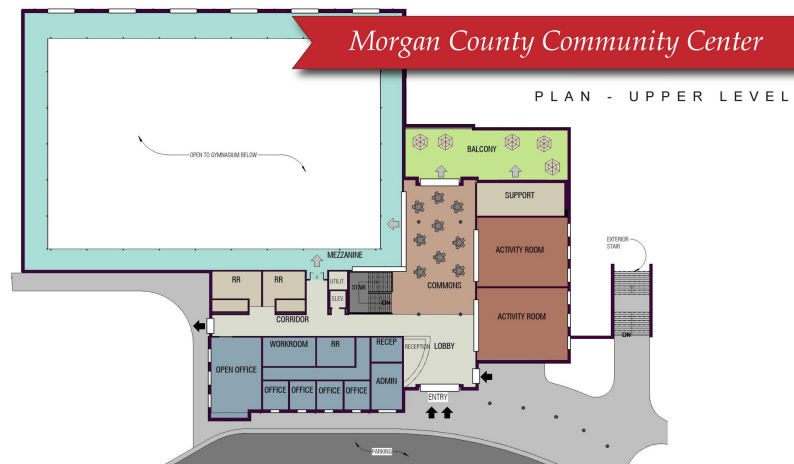 Morgan County Community Center
PLAN - UPPER LEVEL
BALCONY
OPEN TO GYMNASIUM BELOW
SUPPORT
EXTERIOR
STAIR
MEZZANINE
ACTIVITY ROOM
RR
RR
UTILIT.
STAIR
COMMONS
ELEV.
DN
CORRIDOR
ACTIVITY ROOM
DN
WORKROOM
RR
RECEP
RECEPTION
LOBBY
OPEN OFFICE
ADMIN
OFFICE
OFFICE
OFFICE
OFFICE
ENTRY
PARKING